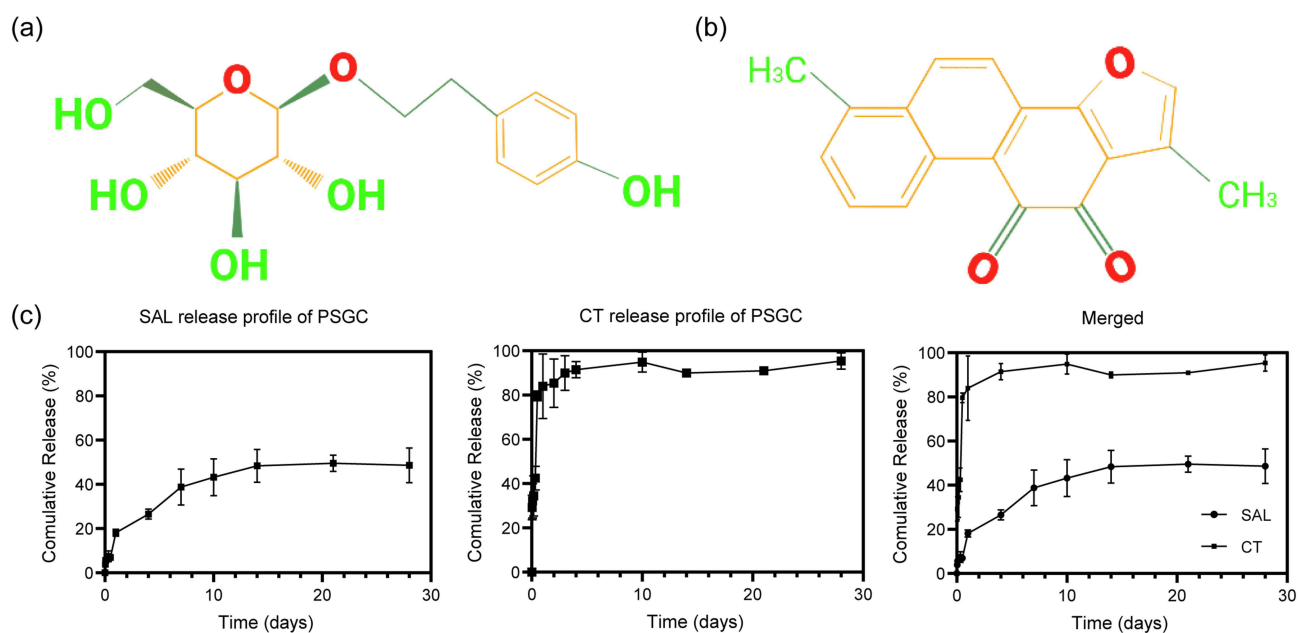 (a)
O
O
HO
HO
OH
OH
OH
(b)
H3C
O
CH3
O
O
(c)
SAL release profile of PSGC
Comulative Release (%)
100
80
60
40
20
0
0
10
20
30
Time (days)
CT release profile of PSGC
Comulative Release (%)
100
80
60
40
20
0
0
10
20
30
Time (days)
Merged
Comulative Release (%)
100
80
60
40
20
0
0
10
20
30
Time (days)
SAL
CT